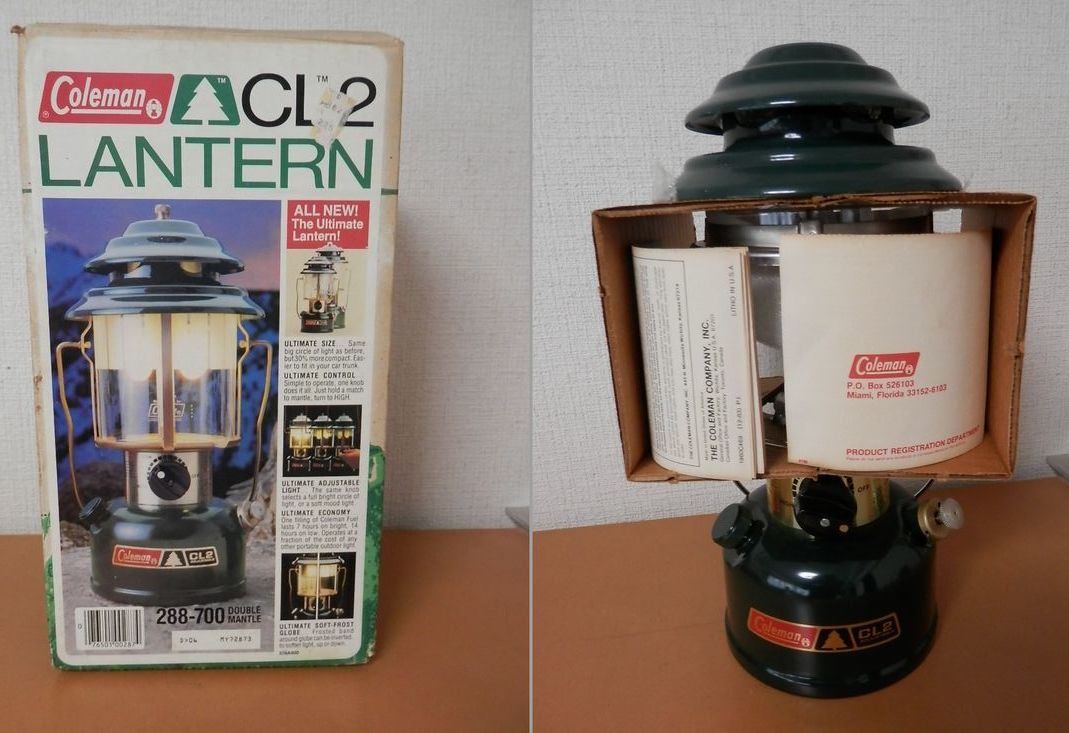 Coleman CL2
LANTERN
ALL NEW!
The Ultimate
Lantern!
ULTIMATE SIZE... Same
big circle of light as before,
but 30% more compact. Eas-
ier to fit in your car trunk.
ULTIMATE CONTROL...
Simple to operate, one knob
does it all. Just hold a match
to mantle, turn to HIGH.
ULTIMATE ADJUSTABLE
LIGHT... The same knob
selects a full bright circle of
light, or a soft mood light.
ULTIMATE ECONOMY...
One filling of Coleman Fuel
lasts 7 hours on bright, 14
hours on low. Operates at a
fraction of the cost of any
other portable outdoor light.
ULTIMATE SOFT-FROST
GLOBE... Frosted band
around globe can be inverted,
to soften light, up or down.
Coleman CL2
288-700 DOUBLE
MANTLE
0 76501 00287
MY72873
THE COLEMAN COMPANY, INC.
LITHO IN U.S.A.
Coleman
P.O. Box 526103
Miami, Florida 33152-6103
PRODUCT REGISTRATION DEPARTMENT
OFF
Coleman CL2